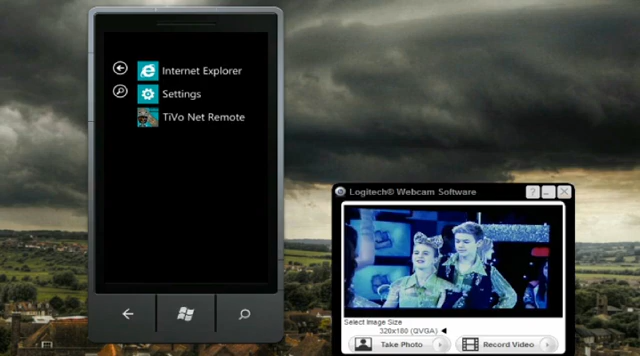 Internet Explorer
Settings
TiVo Net Remote
Logitech® Webcam Software
Select Image Size
320x180 (QVGA)
Take Photo
Record Video